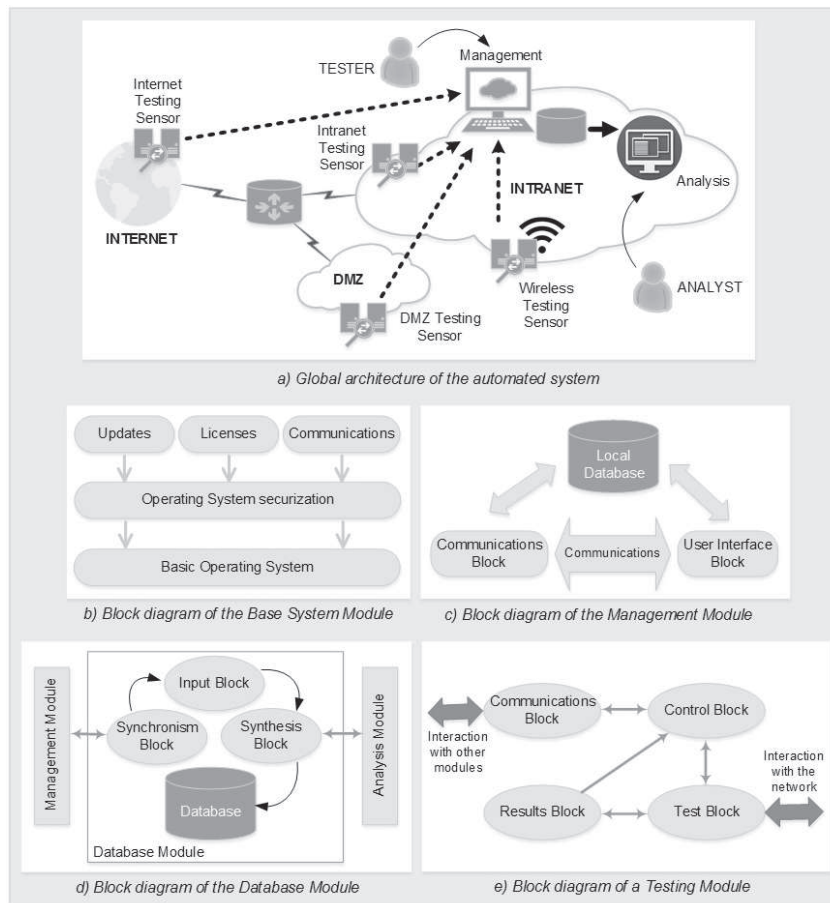 TESTER
Management
Internet
Testing
Sensor
Intranet
Testing
Sensor
INTRANET
Analysis
INTERNET
DMZ
DMZ Testing
Sensor
Wireless
Testing
Sensor
ANALYST
a) Global architecture of the automated system
Updates
Licenses
Communications
Operating System securization
Basic Operating System
b) Block diagram of the Base System Module
Local
Database
Communications
Block
Communications
User Interface
Block
c) Block diagram of the Management Module
Management Module
Input Block
Synchronism
Block
Synthesis
Block
Database
Database Module
Analysis Module
d) Block diagram of the Database Module
Communications
Block
Control Block
Interaction
with other
modules
Interaction
with the
network
Results Block
Test Block
e) Block diagram of a Testing Module